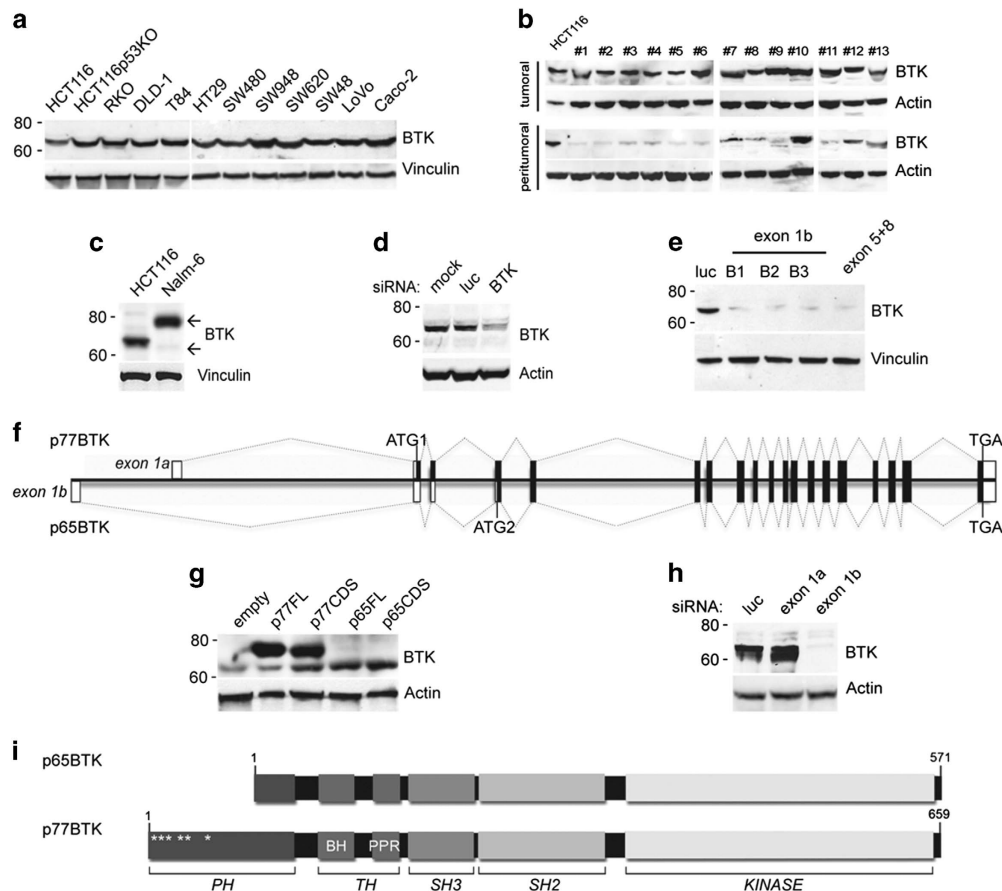 a
HCT116
HCT116p53KO
RKO
DLD-1
T84
HT29
SW480
SW948
SW620
SW48
LoVo
Caco-2
80 -
60 -
BTK
Vinculin
b
HCT116
#1 #2 #3 #4 #5 #6 #7 #8 #9 #10 #11 #12 #13
tumoral
BTK
Actin
peritumoral
BTK
Actin
c
HCT116
Nalm-6
80 -
60 -
BTK
Vinculin
d
siRNA: mock luc BTK
80 -
60 -
BTK
Actin
e
exon 1b
luc B1 B2 B3 exon 5+8
80 -
60 -
BTK
Vinculin
f
p77BTK
ATG1
TGA
exon 1a
exon 1b
p65BTK
ATG2
TGA
g
empty
p77FL
p77CDS
p65FL
p65CDS
80 -
60 -
BTK
Actin
h
siRNA: luc exon 1a exon 1b
80 -
60 -
BTK
Actin
i
p65BTK
1
571
p77BTK
1
659
*** ** *
BH
PPR
PH
TH
SH3
SH2
KINASE